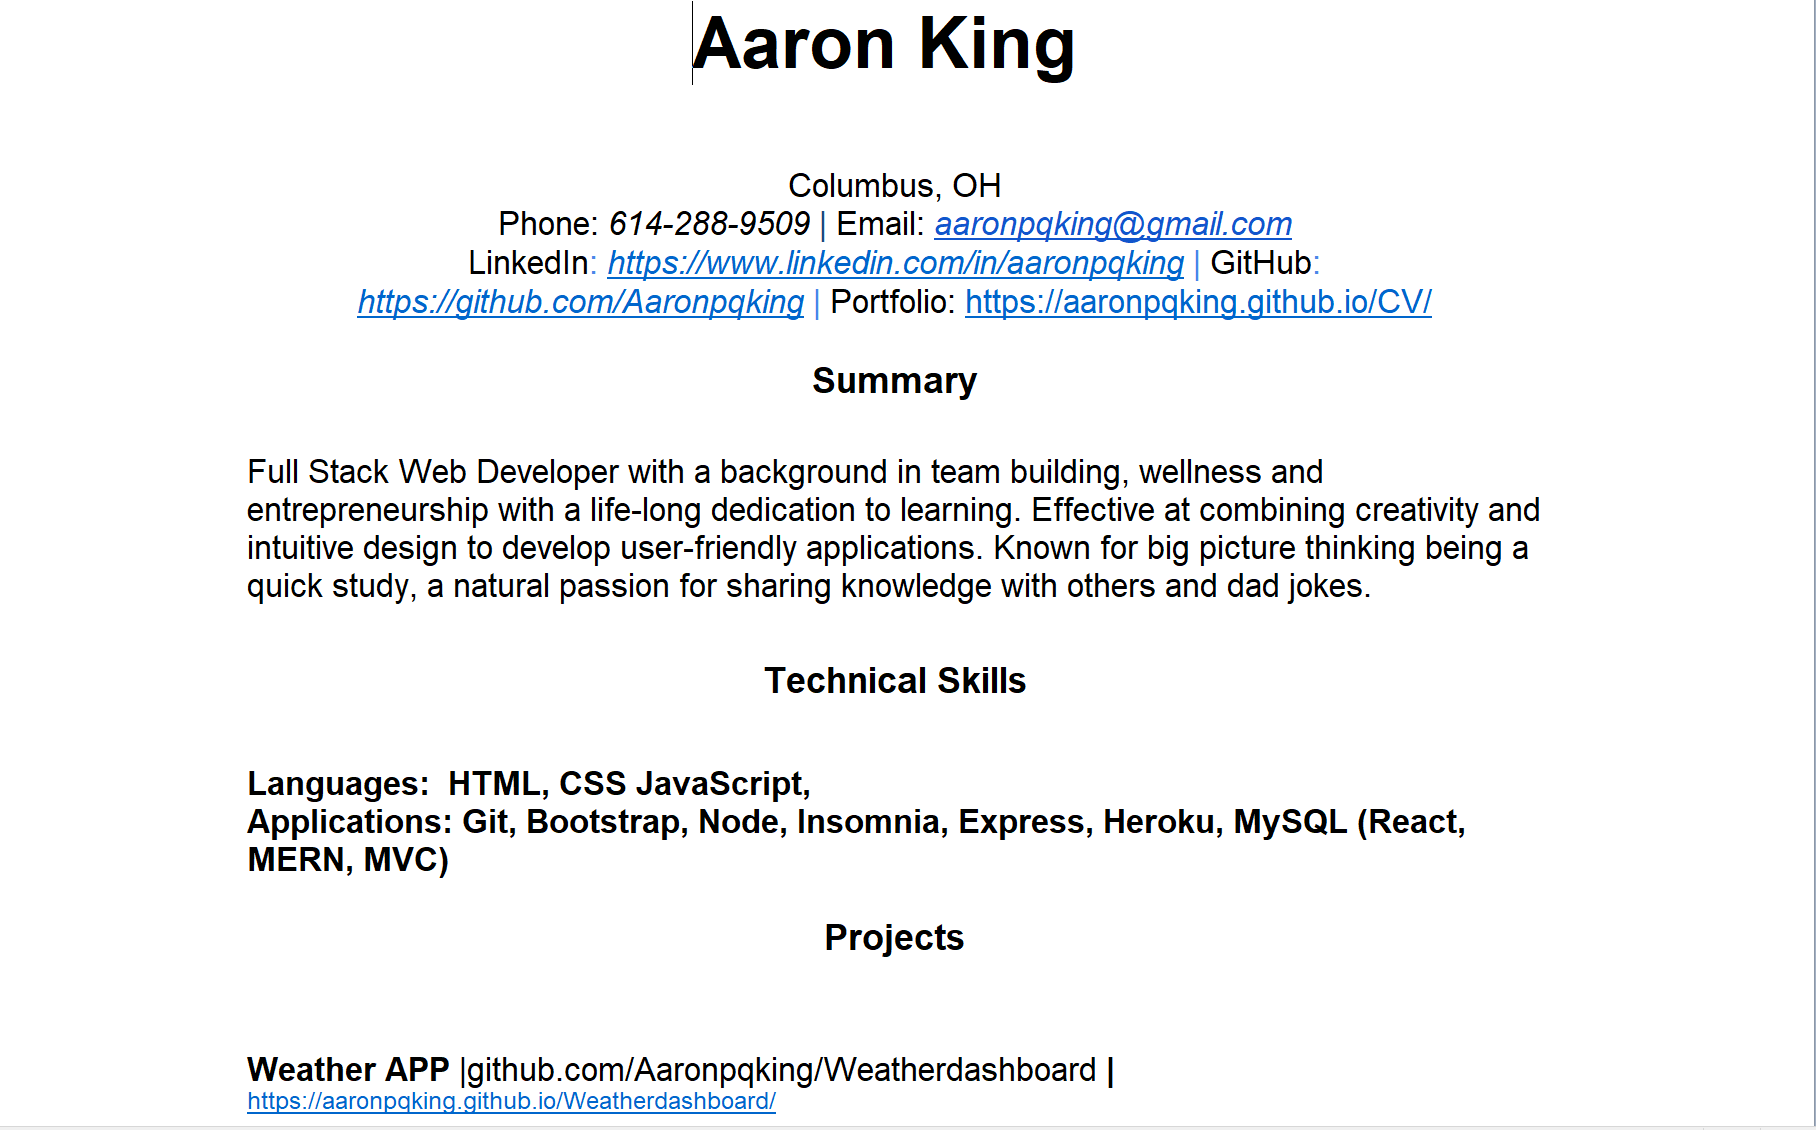 Aaron King
Columbus, OH
Phone: 614-288-9509 | Email: aaronpqking@gmail.com
LinkedIn: https://www.linkedin.com/in/aaronpqking | GitHub:
https://github.com/Aaronpqking | Portfolio: https://aaronpqking.github.io/CV/
Summary
Full Stack Web Developer with a background in team building, wellness and
entrepreneurship with a life-long dedication to learning. Effective at combining creativity and
intuitive design to develop user-friendly applications. Known for big picture thinking being a
quick study, a natural passion for sharing knowledge with others and dad jokes.
Technical Skills
Languages:  HTML, CSS JavaScript,
Applications: Git, Bootstrap, Node, Insomnia, Express, Heroku, MySQL (React,
MERN, MVC)
Projects
Weather APP |github.com/Aaronpqking/Weatherdashboard |
https://aaronpqking.github.io/Weatherdashboard/